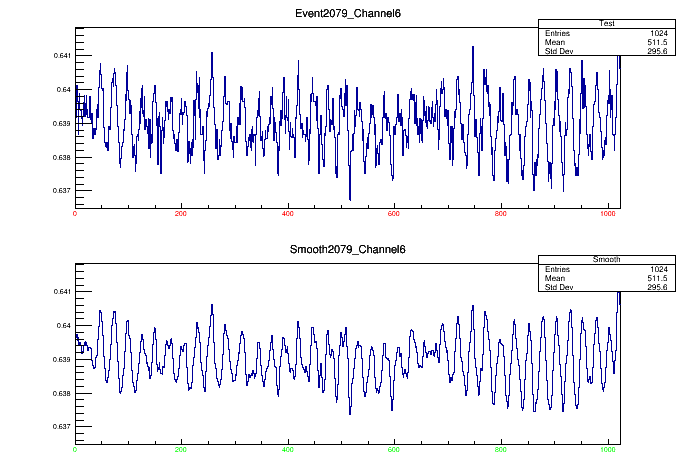 Event2079_Channel6
Test
Entries 1024
Mean 511.5
Std Dev 295.6
0.641
0.64
0.639
0.638
0.637
0 200 400 600 800 1000
Smooth2079_Channel6
Smooth
Entries 1024
Mean 511.5
Std Dev 295.6
0.641
0.64
0.639
0.638
0.637
0 200 400 600 800 1000